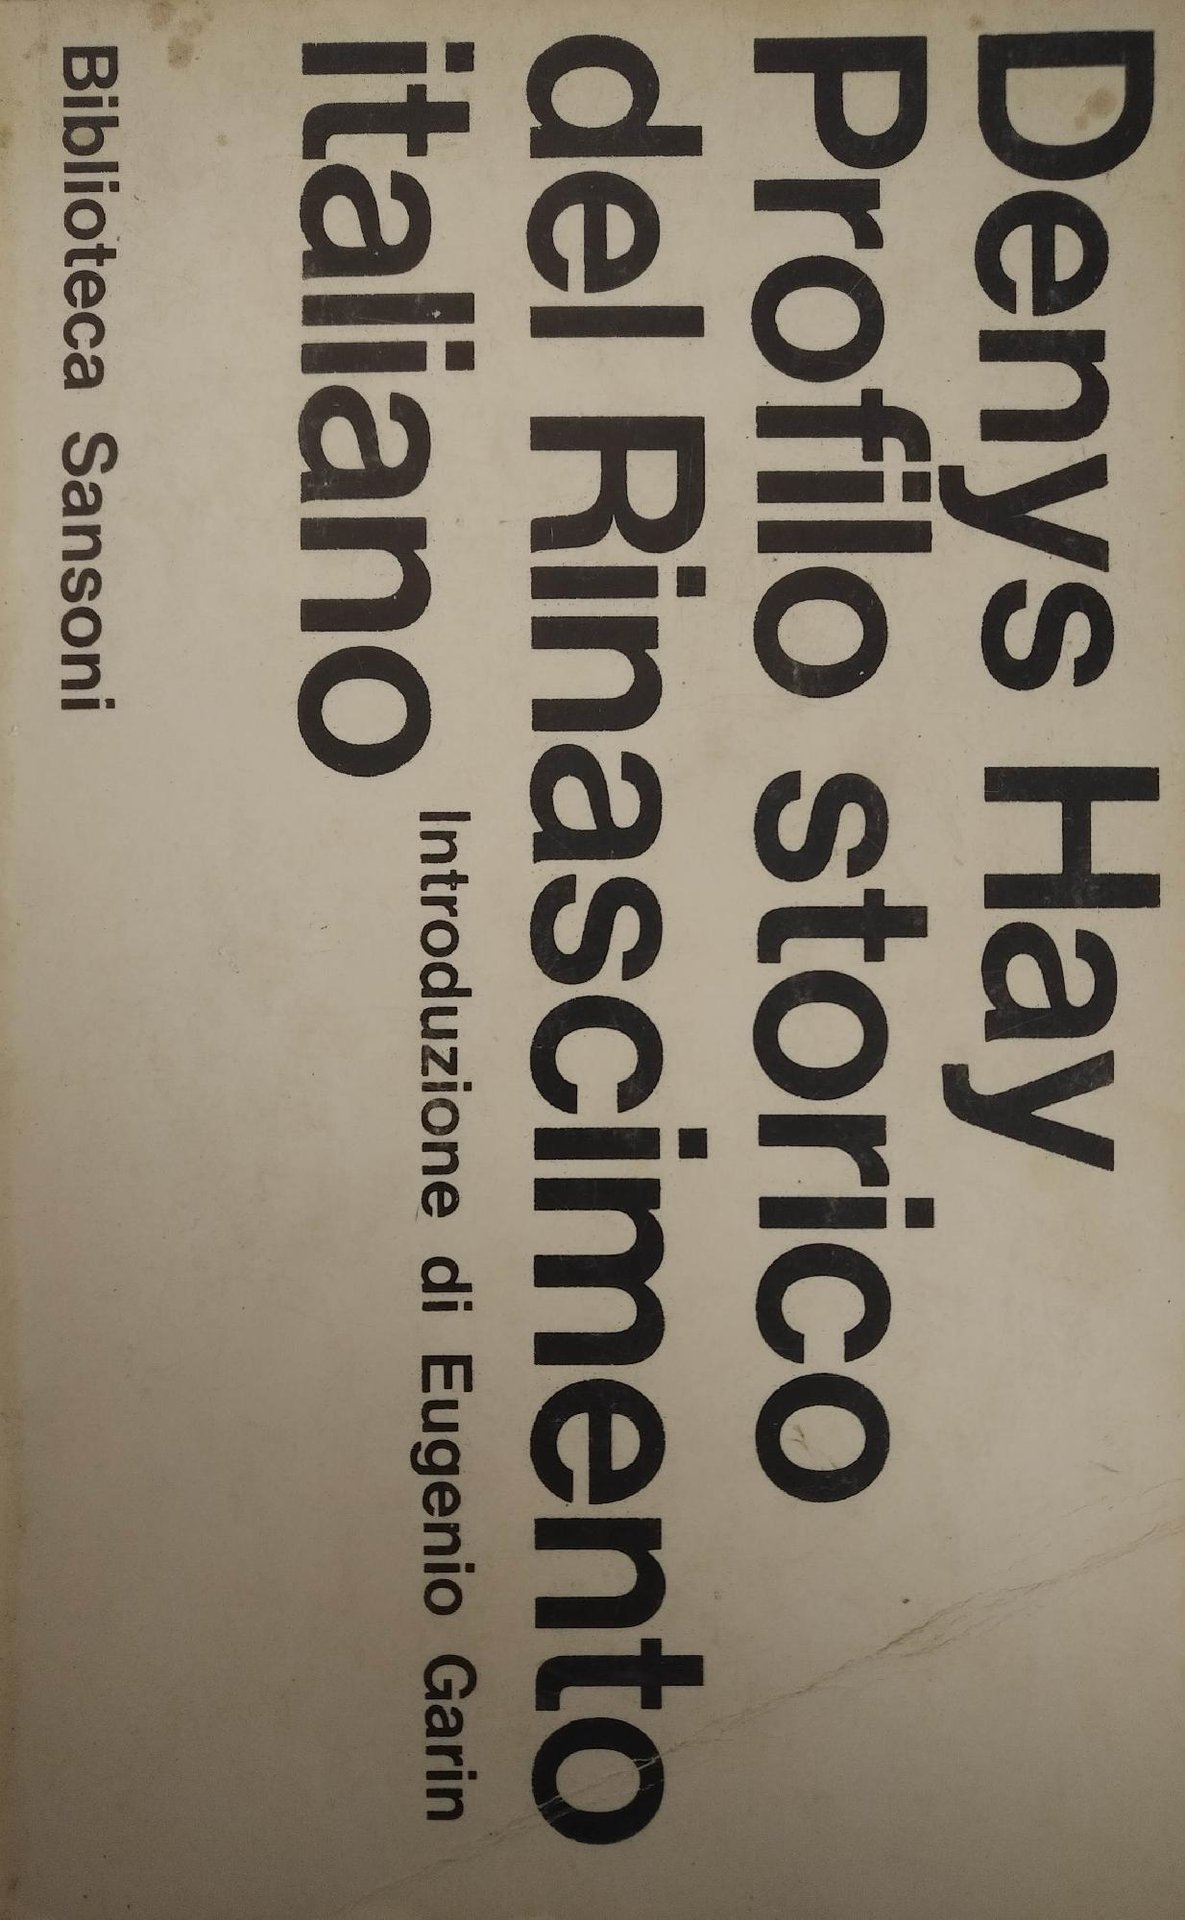 Denys Hay
Profilo storico
del Rinascimento
italiano
Introduzione di Eugenio Garin
Biblioteca Sansoni